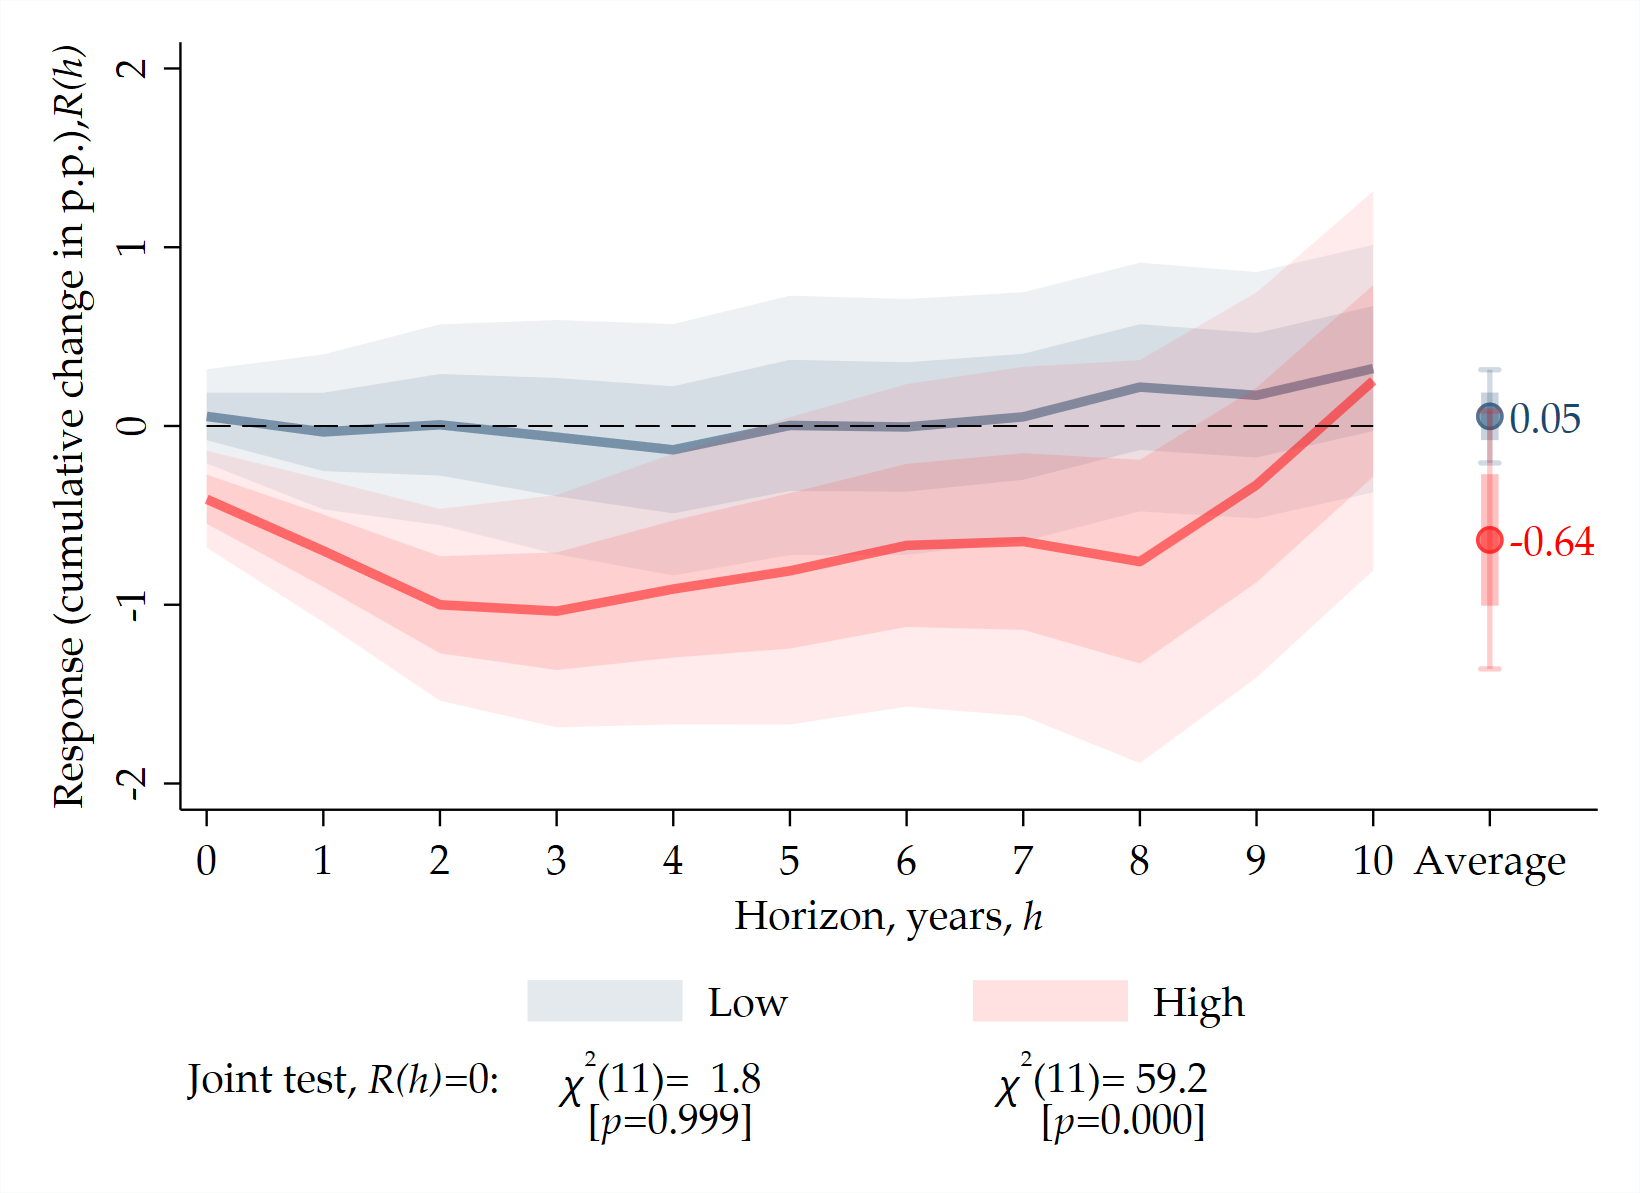 Response (cumulative change in p.p.),R(h)
2
1
0
-1
-2
0.05
-0.64
0 1 2 3 4 5 6 7 8 9 10 Average
Horizon, years, h
Low High
Joint test, R(h)=0: χ²(11)= 1.8 χ²(11)= 59.2
[p=0.999] [p=0.000]